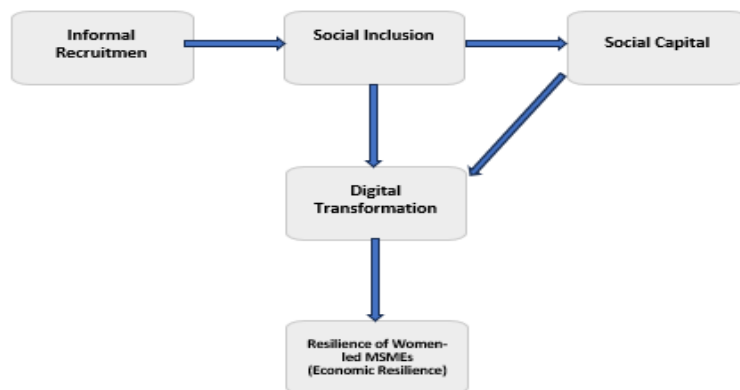 Informal
Recruitmen
Social Inclusion
Social Capital
Digital
Transformation
Resilience of Women-
led MSMEs
(Economic Resilience)